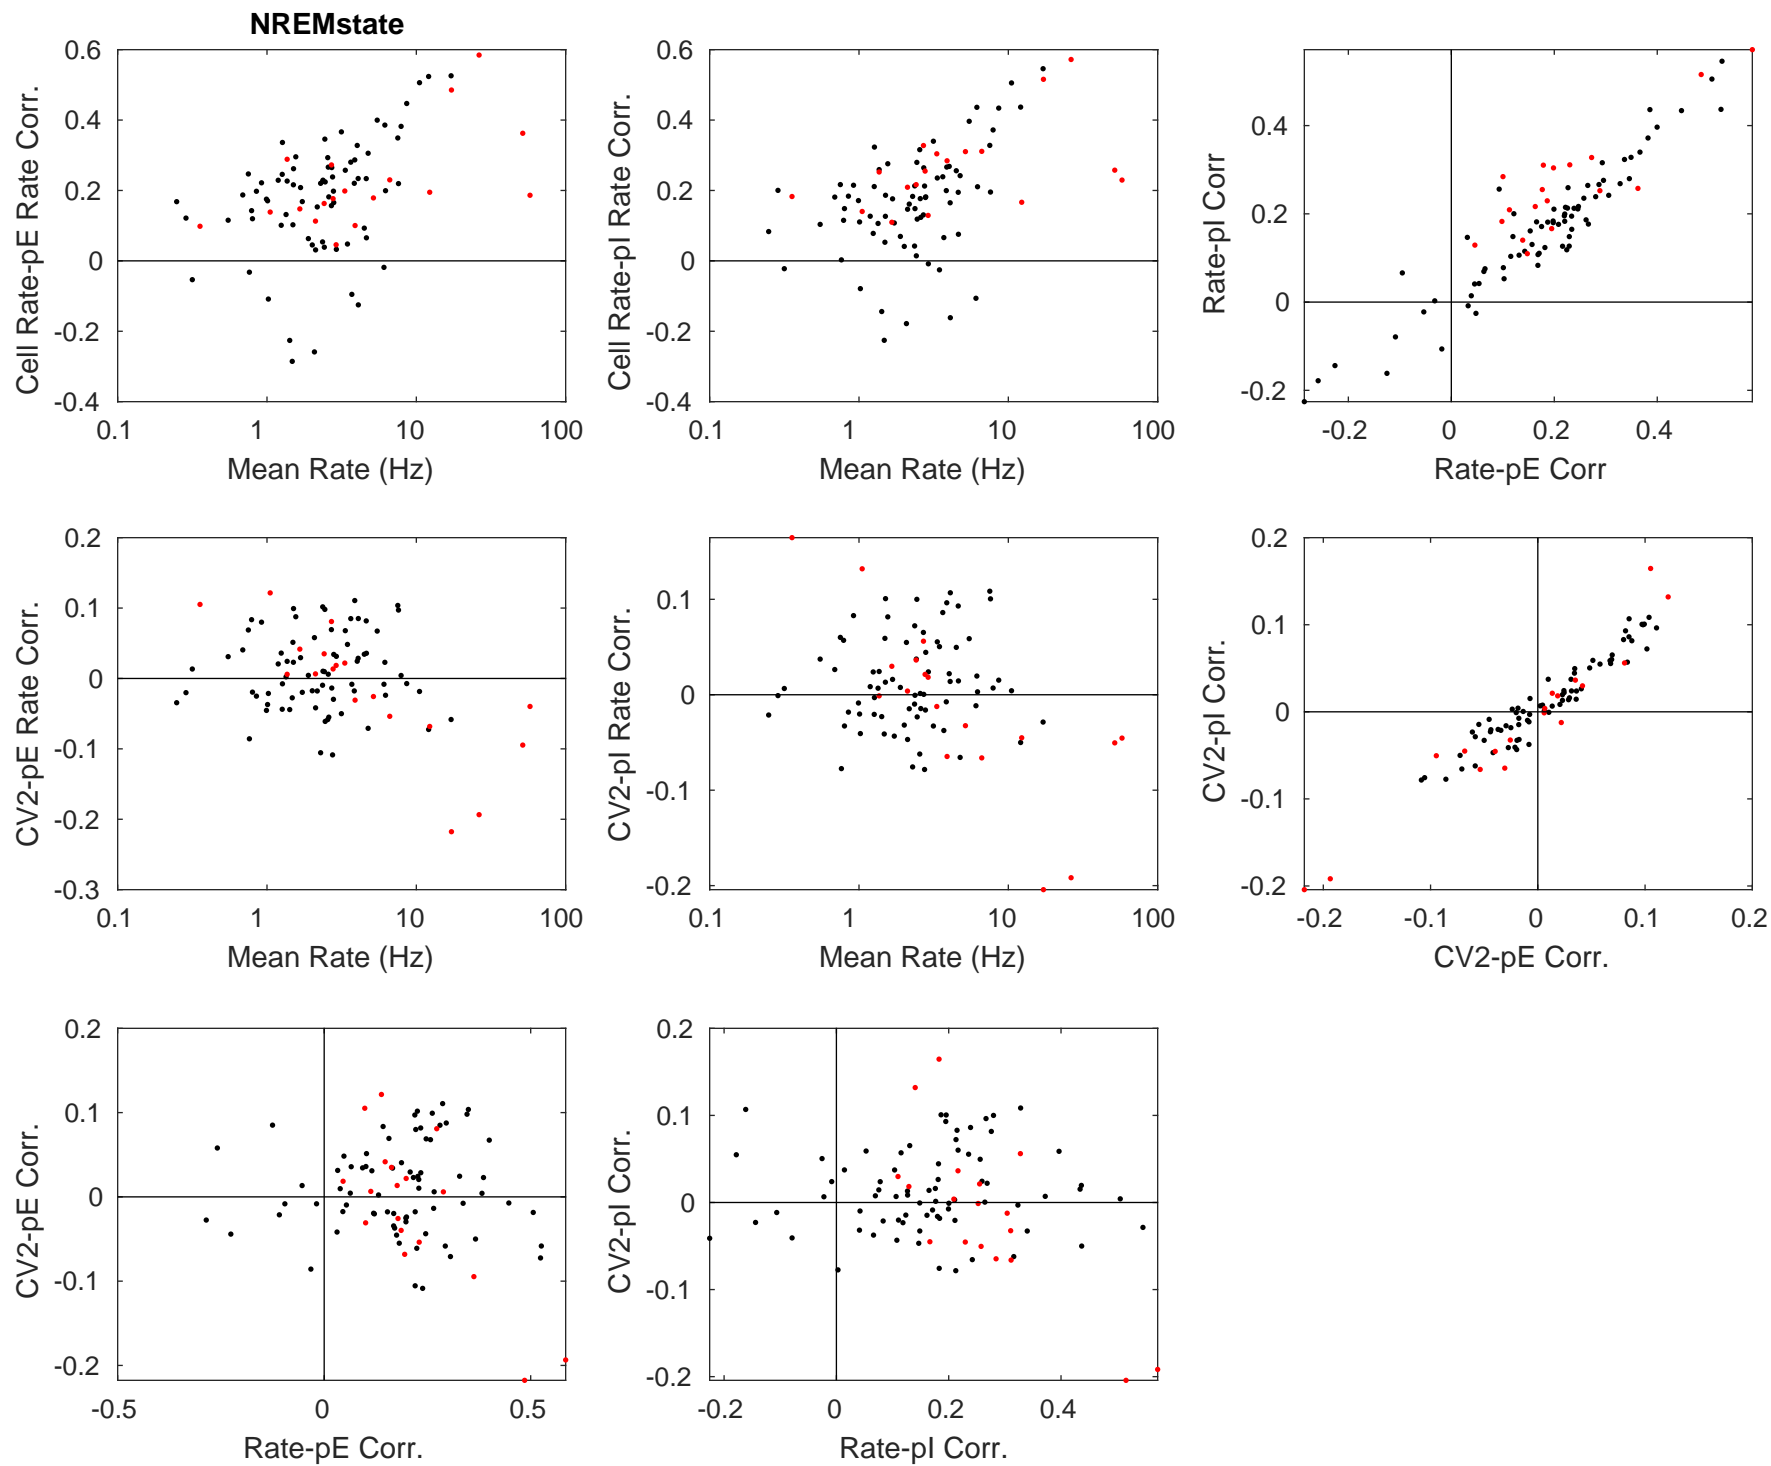 NREMstate
0.6
0.4
0.2
0
-0.2
-0.4
Cell Rate-pE Rate Corr.
0.1 1 10 100
Mean Rate (Hz)
0.6
0.4
0.2
0
-0.2
-0.4
Cell Rate-pI Rate Corr.
0.1 1 10 100
Mean Rate (Hz)
0.4
0.2
0
-0.2
Rate-pI Corr
-0.2 0 0.2 0.4
Rate-pE Corr
0.2
0.1
0
-0.1
-0.2
-0.3
CV2-pE Rate Corr.
0.1 1 10 100
Mean Rate (Hz)
0.1
0
-0.1
-0.2
CV2-pI Rate Corr.
0.1 1 10 100
Mean Rate (Hz)
0.2
0.1
0
-0.1
-0.2
CV2-pI Corr.
-0.2 -0.1 0 0.1 0.2
CV2-pE Corr.
0.2
0.1
0
-0.1
-0.2
CV2-pE Corr.
-0.5 0 0.5
Rate-pE Corr.
0.2
0.1
0
-0.1
-0.2
CV2-pI Corr.
-0.2 0 0.2 0.4
Rate-pI Corr.